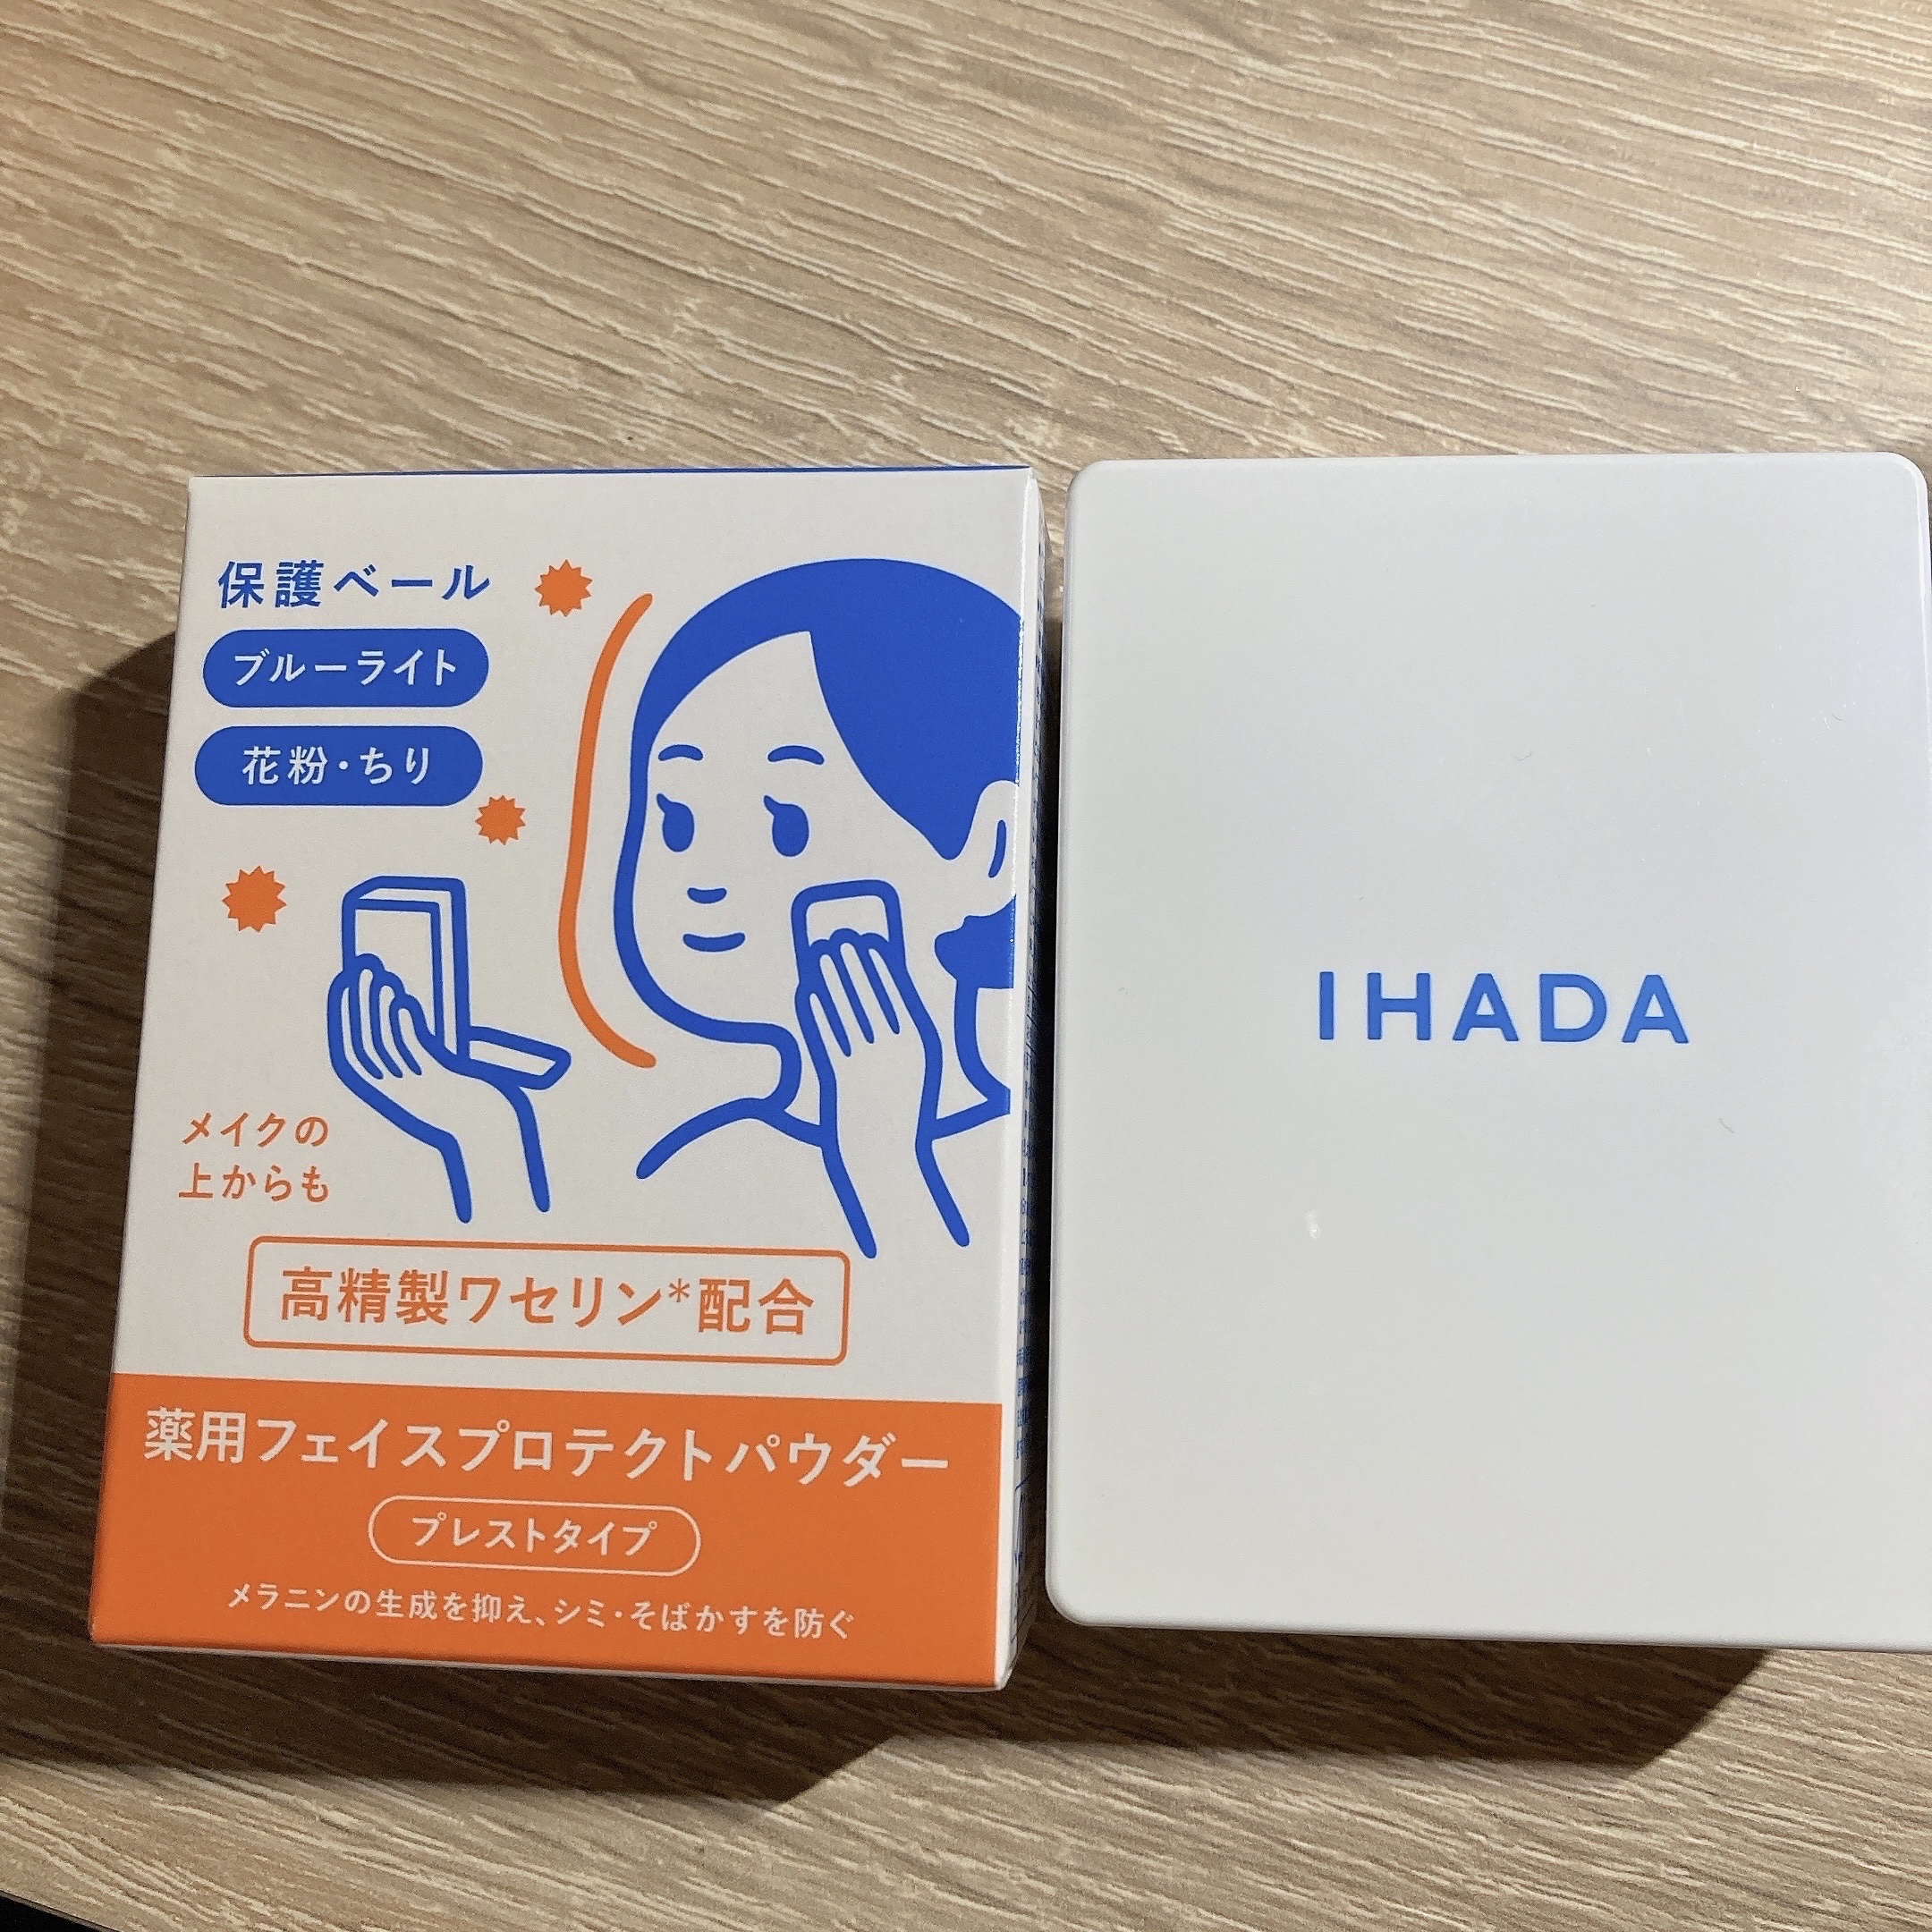 保護ベール
ブルーライト
花粉・ちり
メイクの
上からも
高精製ワセリン*配合
薬用フェイスプロテクトパウダー
プレストタイプ
メラニンの生成を抑え、シミ・そばかすを防ぐ
IHADA